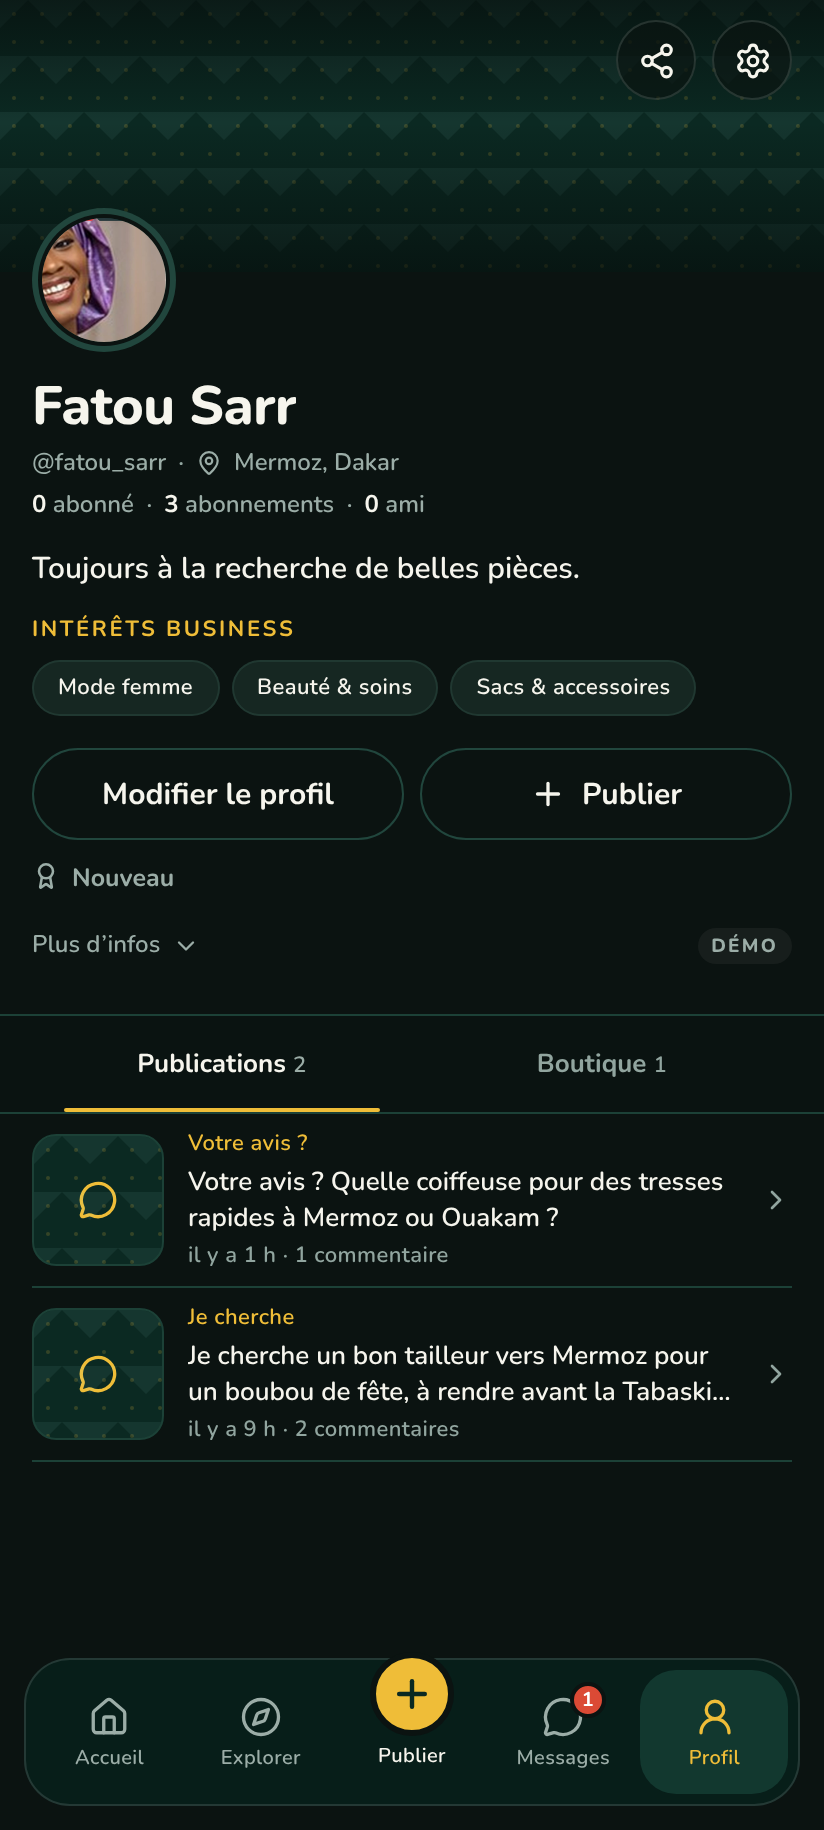 Fatou Sarr
@fatou_sarr · Mermoz, Dakar
0 abonné · 3 abonnements · 0 ami
Toujours à la recherche de belles pièces.
INTÉRÊTS BUSINESS
Mode femme Beauté & soins Sacs & accessoires
Modifier le profil + Publier
Nouveau
Plus d’infos DÉMO
Publications 2 Boutique 1
Votre avis ?
Votre avis ? Quelle coiffeuse pour des tresses
rapides à Mermoz ou Ouakam ?
il y a 1 h · 1 commentaire
Je cherche
Je cherche un bon tailleur vers Mermoz pour
un boubou de fête, à rendre avant la Tabaski...
il y a 9 h · 2 commentaires
1
Accueil Explorer Publier Messages Profil